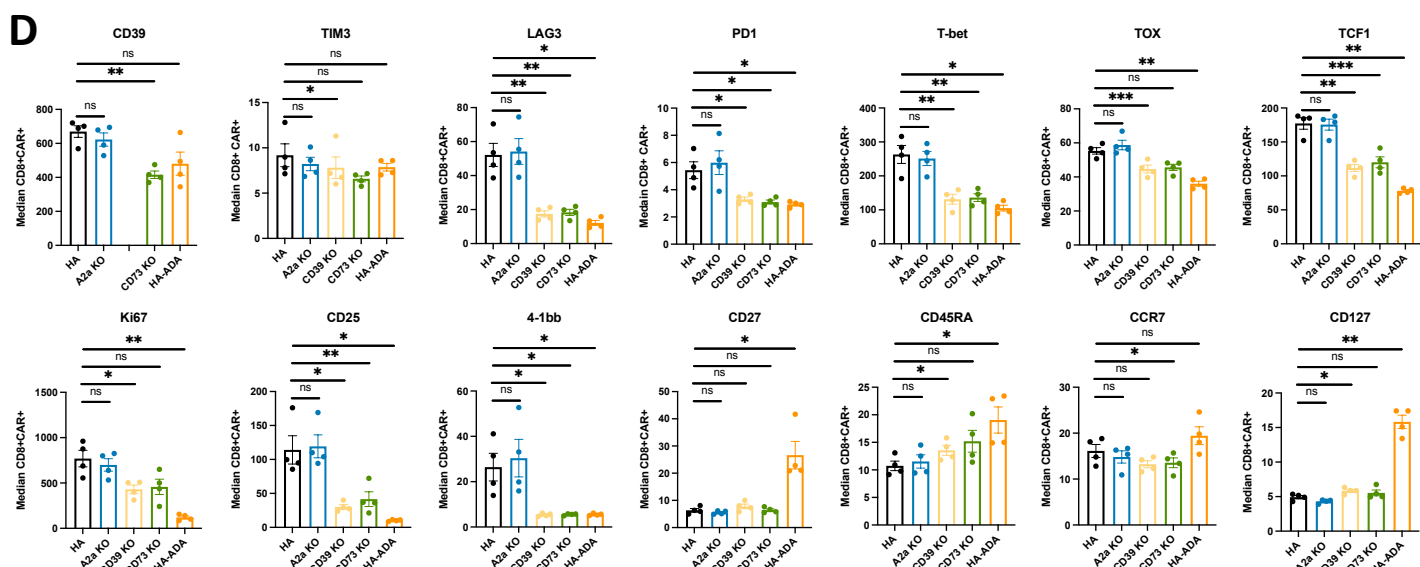 D
CD39
ns
**
ns
Median CD8+CAR+
800
600
400
200
0
HA
A2a KO
CD73 KO
HA-ADA
TIM3
ns
ns
*
ns
Median CD8+ CAR+
15
10
5
0
HA
A2a KO
CD39 KO
CD73 KO
HA-ADA
LAG3
*
**
**
ns
Median CD8+CAR+
80
60
40
20
0
HA
A2a KO
CD39 KO
CD73 KO
HA-ADA
PD1
*
*
*
ns
Medain CD8+CAR+
10
8
6
4
2
0
HA
A2a KO
CD39 KO
CD73 KO
HA-ADA
T-bet
*
**
**
ns
Median CD8+CAR+
400
300
200
100
0
HA
A2a KO
CD39 KO
CD73 KO
HA-ADA
TOX
**
ns
***
ns
Median CD8+CAR+
80
60
40
20
0
HA
A2a KO
CD39 KO
CD73 KO
HA-ADA
TCF1
**
***
**
ns
Median CD8+CAR+
200
150
100
50
0
HA
A2a KO
CD39 KO
CD73 KO
HA-ADA
Ki67
**
ns
*
ns
Median CD8+CAR+
1500
1000
500
0
HA
A2a KO
CD39 KO
CD73 KO
HA-ADA
CD25
*
**
*
ns
Median CD8+CAR+
200
150
100
50
0
HA
A2a KO
CD39 KO
CD73 KO
HA-ADA
4-1bb
*
*
*
ns
Median CD8+CAR+
60
40
20
0
HA
A2a KO
CD39 KO
CD73 KO
HA-ADA
CD27
*
ns
ns
ns
Median CD8+CAR+
50
40
30
20
10
0
HA
A2a KO
CD39 KO
CD73 KO
HA-ADA
CD45RA
*
ns
*
ns
Median CD8+CAR+
25
20
15
10
5
0
HA
A2a KO
CD39 KO
CD73 KO
HA-ADA
CCR7
ns
*
ns
ns
Median CD8+CAR+
30
20
10
0
HA
A2a KO
CD39 KO
CD73 KO
HA-ADA
CD127
**
ns
*
ns
Median CD8+CAR+
20
15
10
5
0
HA
A2a KO
CD39 KO
CD73 KO
HA-ADA